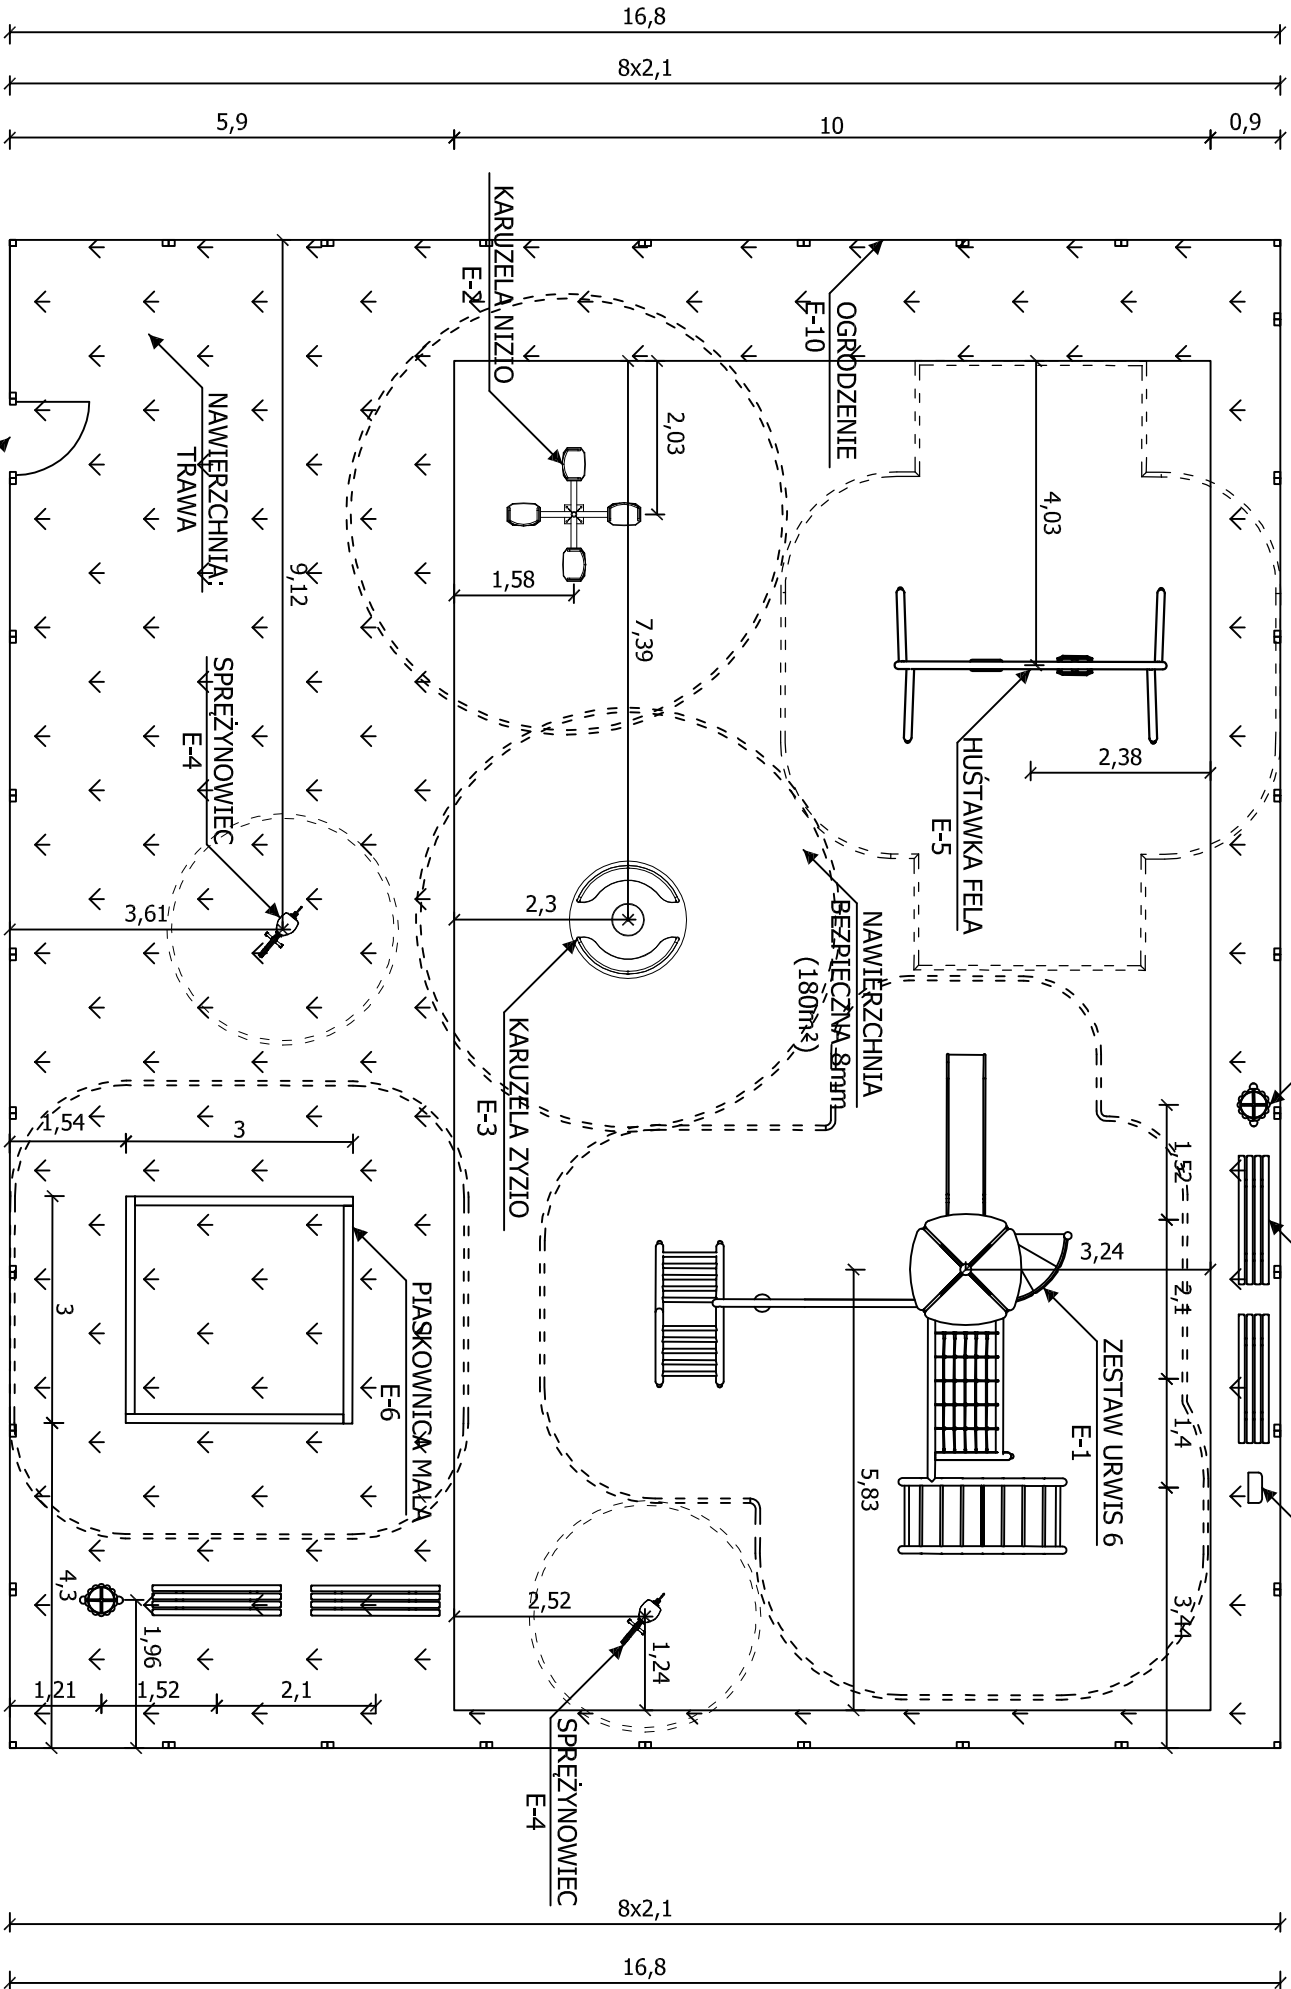 16,8
8x2,1
5,9
10
0,9
KARUZELA NIZIO
E-2
OGRODZENIE
E-10
2,03
4,03
NAWIERZCHNIA:
TRAWA
9,12
1,58
7,39
HUŚTAWKA FELA
E-5
2,38
SPRĘŻYNOWIEC
E-4
3,61
2,3
NAWIERZCHNIA
BEZPIECZNA 8mm
(180m²)
KARUZELA ZYZIO
E-3
1,54
3
1,52
3
3,24
2,1
PIASKOWNICA MAŁA
E-6
ZESTAW URWIS 6
E-1
1,4
5,83
4,3
1,96
2,52
1,24
3,44
1,21
1,52
2,1
SPRĘŻYNOWIEC
E-4
8x2,1
16,8